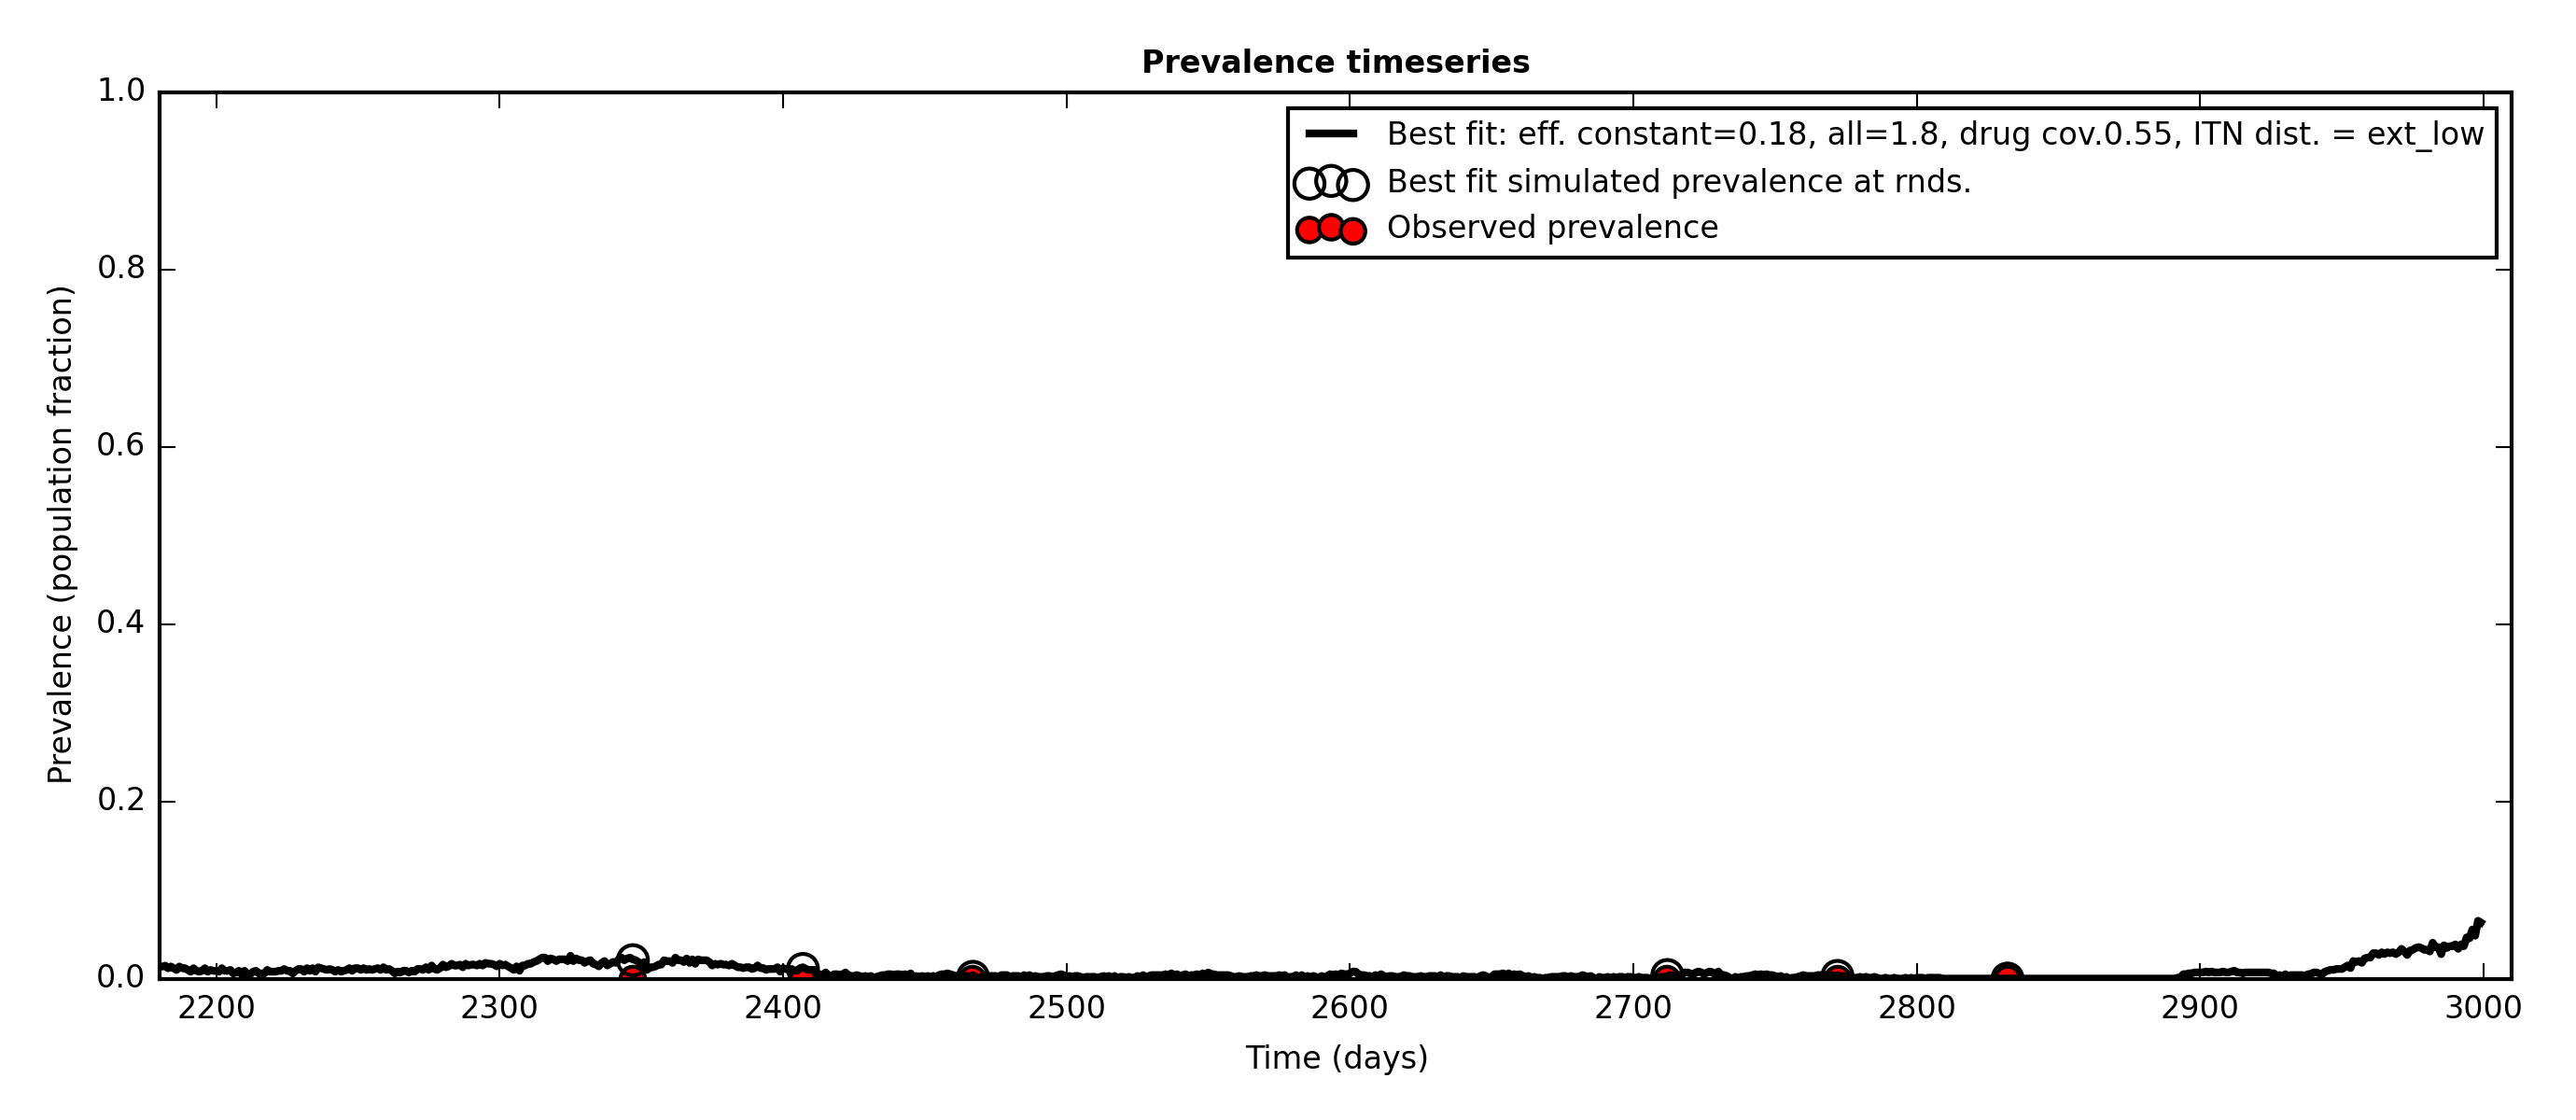 Prevalence timeseries
1.0
0.8
0.6
0.4
0.2
0.0
Prevalence (population fraction)
Best fit: eff. constant=0.18, all=1.8, drug cov.0.55, ITN dist. = ext_low
Best fit simulated prevalence at rnds.
Observed prevalence
2200 2300 2400 2500 2600 2700 2800 2900 3000
Time (days)